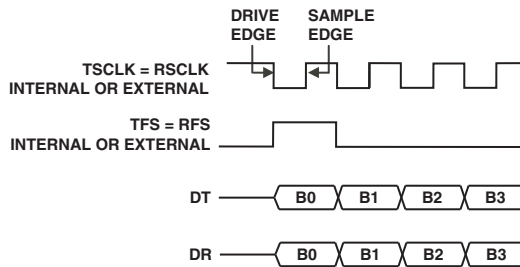 DRIVE EDGE
SAMPLE EDGE
TSCLK = RSCLK
INTERNAL OR EXTERNAL
TFS = RFS
INTERNAL OR EXTERNAL
DT B0 B1 B2 B3
DR B0 B1 B2 B3